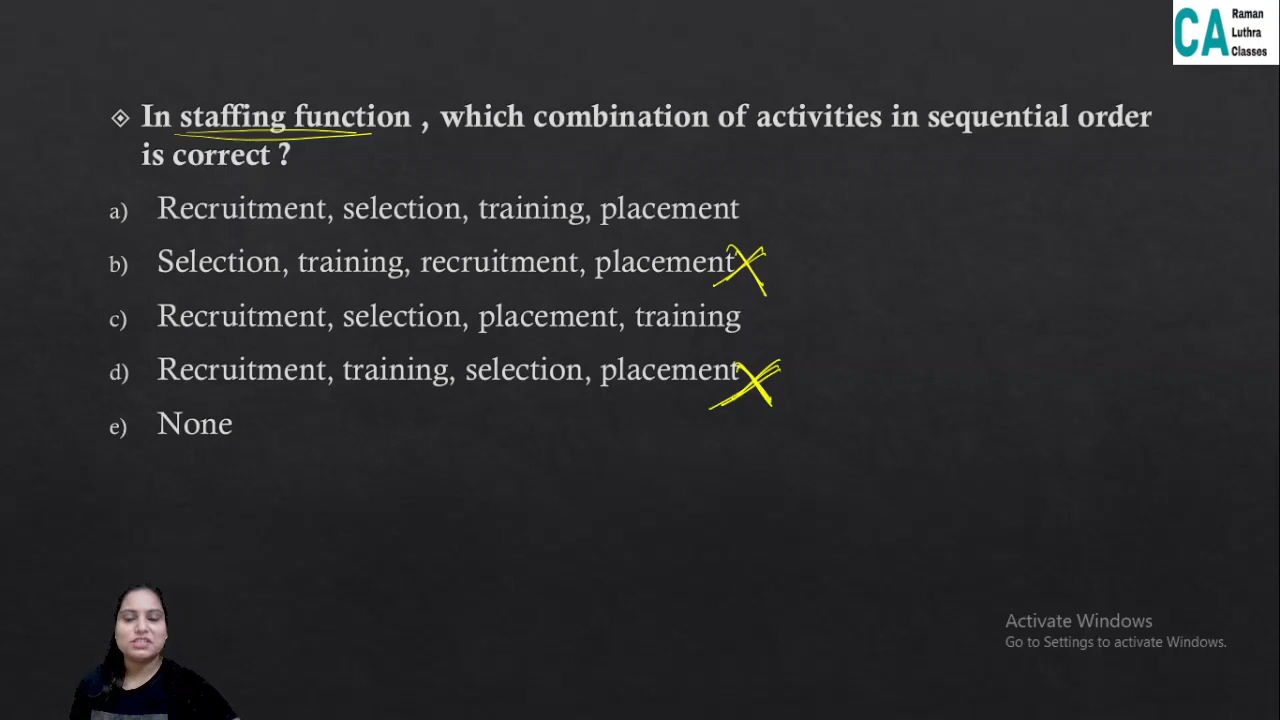 CA Raman
Luthra
Classes
In staffing function , which combination of activities in sequential order
is correct ?
a) Recruitment, selection, training, placement
b) Selection, training, recruitment, placement
c) Recruitment, selection, placement, training
d) Recruitment, training, selection, placement
e) None
Activate Windows
Go to Settings to activate Windows.